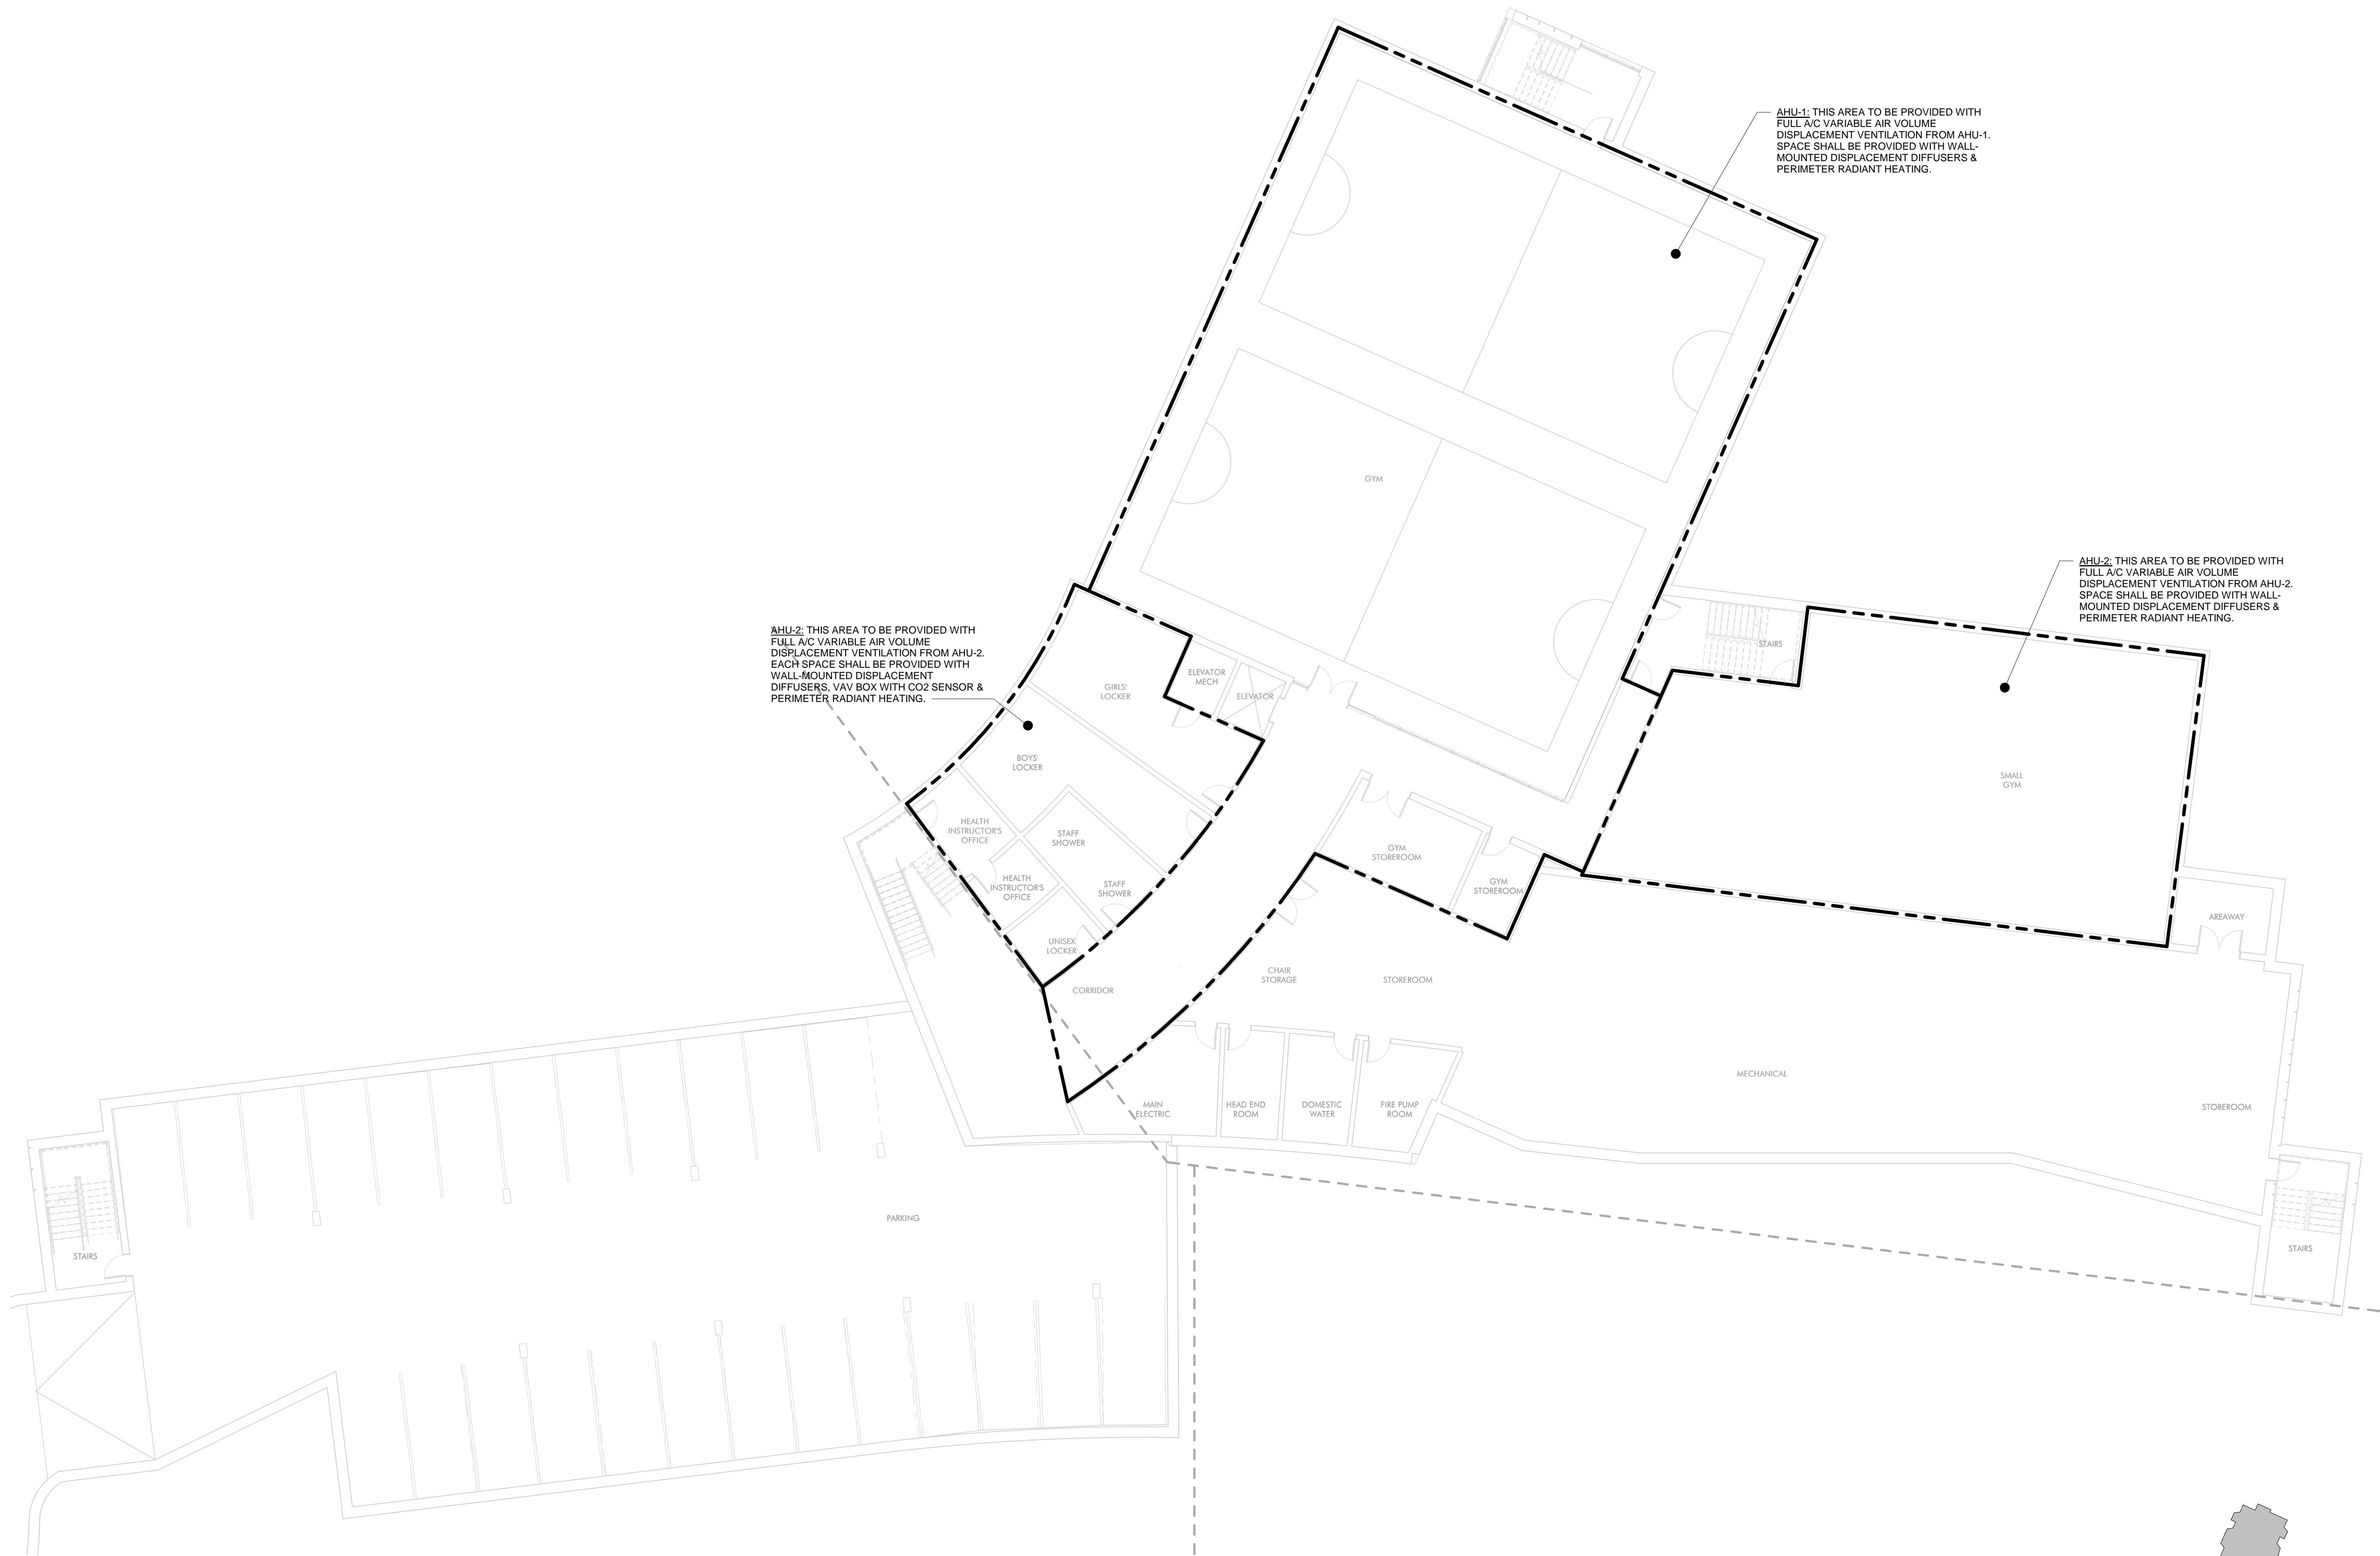 AHU-1: THIS AREA TO BE PROVIDED WITH
FULL A/C VARIABLE AIR VOLUME
DISPLACEMENT VENTILATION FROM AHU-1.
SPACE SHALL BE PROVIDED WITH WALL-
MOUNTED DISPLACEMENT DIFFUSERS &
PERIMETER RADIANT HEATING.
GYM
AHU-2: THIS AREA TO BE PROVIDED WITH
FULL A/C VARIABLE AIR VOLUME
DISPLACEMENT VENTILATION FROM AHU-2.
SPACE SHALL BE PROVIDED WITH WALL-
MOUNTED DISPLACEMENT DIFFUSERS &
PERIMETER RADIANT HEATING.
AHU-2: THIS AREA TO BE PROVIDED WITH
FULL A/C VARIABLE AIR VOLUME
DISPLACEMENT VENTILATION FROM AHU-2.
EACH SPACE SHALL BE PROVIDED WITH
WALL-MOUNTED DISPLACEMENT
DIFFUSERS, VAV BOX WITH CO2 SENSOR &
PERIMETER RADIANT HEATING.
STAIRS
ELEVATOR
MECH
ELEVATOR
GIRLS'
LOCKER
BOYS'
LOCKER
SMALL
GYM
HEALTH
INSTRUCTOR'S
OFFICE
STAFF
SHOWER
GYM
STOREROOM
HEALTH
INSTRUCTOR'S
OFFICE
STAFF
SHOWER
GYM
STOREROOM
AREAWAY
UNISEX
LOCKER
CORRIDOR
CHAIR
STORAGE
STOREROOM
MECHANICAL
MAIN
ELECTRIC
HEAD END
ROOM
DOMESTIC
WATER
FIRE PUMP
ROOM
STOREROOM
PARKING
STAIRS
STAIRS